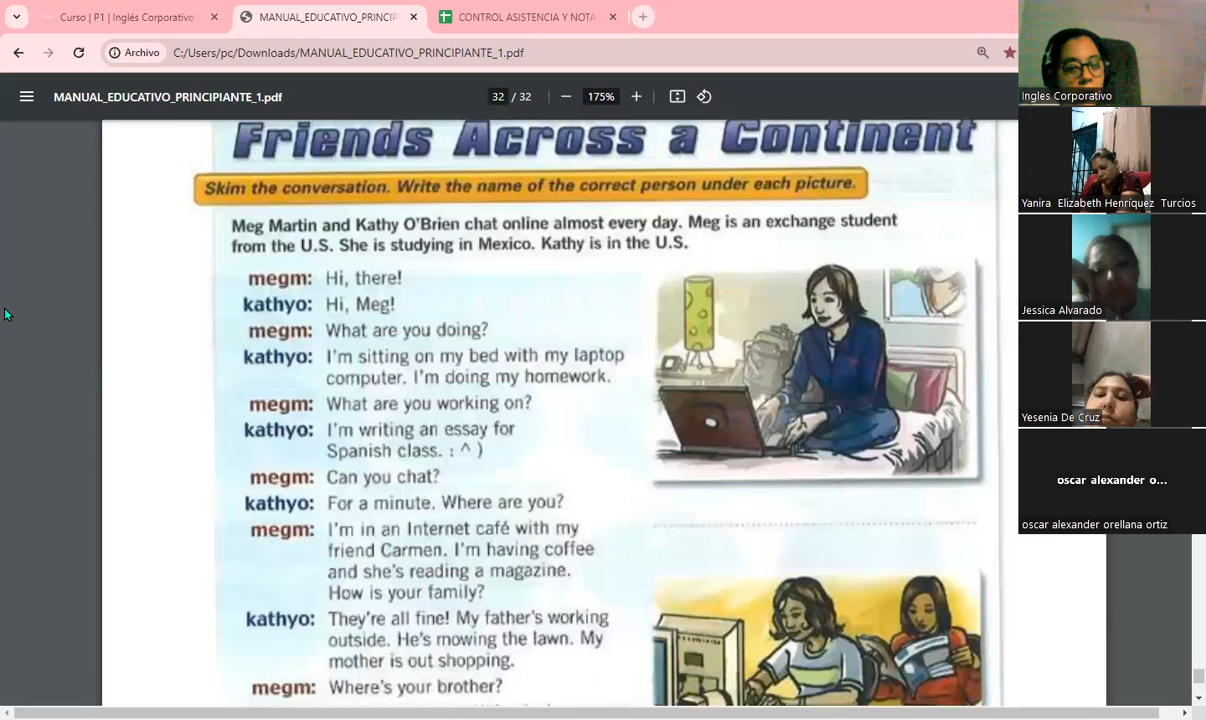 Curso | P1 | Inglés Corporativo
MANUAL_EDUCATIVO_PRINCIP
CONTROL ASISTENCIA Y NOTA
Archivo
C:/Users/pc/Downloads/MANUAL_EDUCATIVO_PRINCIPIANTE_1.pdf
MANUAL_EDUCATIVO_PRINCIPIANTE_1.pdf
32 / 32
175%
Friends Across a Continent
Skim the conversation. Write the name of the correct person under each picture.
Meg Martin and Kathy O'Brien chat online almost every day. Meg is an exchange student
from the U.S. She is studying in Mexico. Kathy is in the U.S.
megm: Hi, there!
kathyo: Hi, Meg!
megm: What are you doing?
kathyo: I'm sitting on my bed with my laptop
computer. I'm doing my homework.
megm: What are you working on?
kathyo: I'm writing an essay for
Spanish class. : ^ )
megm: Can you chat?
kathyo: For a minute. Where are you?
megm: I'm in an Internet café with my
friend Carmen. I'm having coffee
and she's reading a magazine.
How is your family?
kathyo: They're all fine! My father's working
outside. He's mowing the lawn. My
mother is out shopping.
megm: Where's your brother?
Ingles Corporativo
Yanira Elizabeth Henríquez Turcios
Jessica Alvarado
Yesenia De Cruz
oscar alexander o...
oscar alexander orellana ortiz